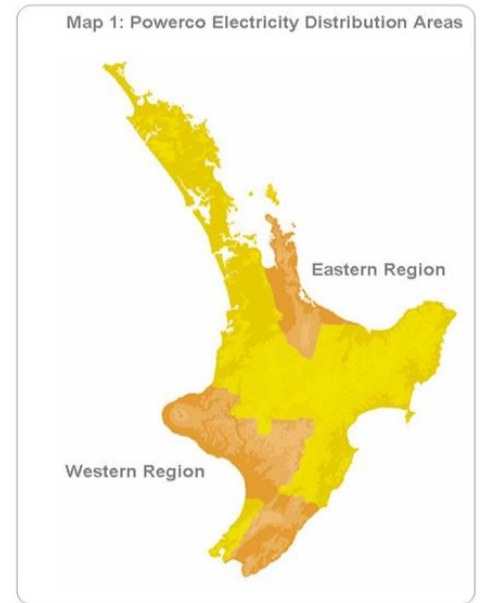 Map 1: Powerco Electricity Distribution Areas
Eastern Region
Western Region